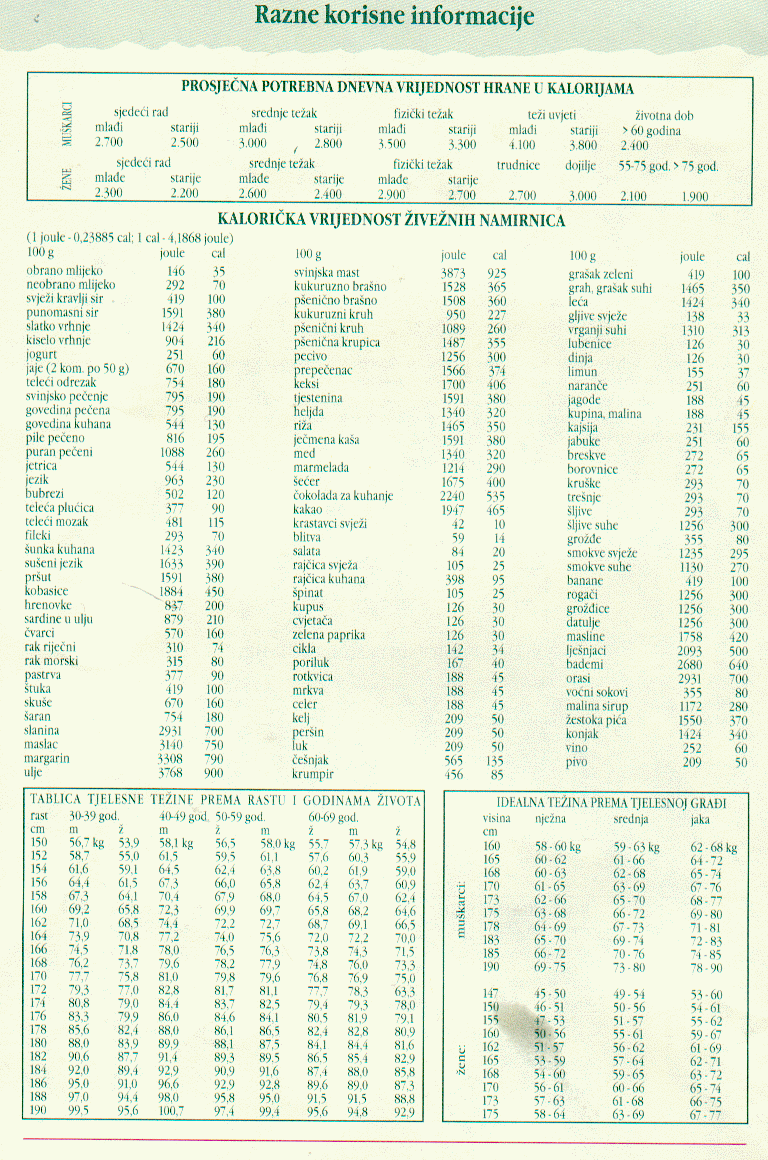 Razne korisne informacije
PROSJEČNA POTREBNA DNEVNA VRIJEDNOST HRANE U KALORIJAMA
MUŠKARCI
sjedeći rad srednje težak fizički težak teži uvjeti životna dob
mlađi stariji mlađi stariji mlađi stariji mlađi stariji > 60 godina
2.700 2.500 3.000 2.800 3.500 3.300 4.100 3.800 2.400
ŽENE
sjedeći rad srednje težak fizički težak trudnice dojilje 55-75 god. > 75 god.
mlađe starije mlađe starije mlađe starije
2.300 2.200 2.600 2.400 2.900 2.700 2.700 3.000 2.100 1.900
KALORIČKA VRIJEDNOST ŽIVEŽNIH NAMIRNICA
(1 joule - 0,23885 cal; 1 cal - 4,1868 joule)
100 g joule cal
obrano mlijeko 146 35
neobrano mlijeko 292 70
svježi kravlji sir 419 100
punomasni sir 1591 380
slatko vrhnje 1424 340
kiselo vrhnje 904 216
jogurt 251 60
jaje (2 kom. po 50 g) 670 160
teleći odrezak 754 180
svinjsko pečenje 795 190
govedina pečena 795 190
govedina kuhana 544 130
pile pečeno 816 195
puran pečeni 1088 260
jetrica 544 130
jezik 963 230
bubrezi 502 120
teleća plućica 377 90
teleći mozak 481 115
fileki 293 70
šunka kuhana 1423 340
sušeni jezik 1633 390
pršut 1591 380
kobasice 1884 450
hrenovke 837 200
sardine u ulju 879 210
čvarci 570 160
rak riječni 310 74
rak morski 315 80
pastrva 377 90
štuka 419 100
skuše 670 160
šaran 754 180
slanina 2931 700
maslac 3140 750
margarin 3308 790
ulje 3768 900
100 g joule cal
svinjska mast 3873 925
kukuruzno brašno 1528 365
pšenično brašno 1508 360
kukuruzni kruh 950 227
pšenični kruh 1089 260
pšenična krupica 1487 355
pecivo 1256 300
prepečenac 1566 374
keksi 1700 406
tjestenina 1591 380
heljda 1340 320
riža 1465 350
ječmena kaša 1591 380
med 1340 320
marmelada 1214 290
šećer 1675 400
čokolada za kuhanje 2240 535
kakao 1947 465
krastavci svježi 42 10
blitva 59 14
salata 84 20
rajčica svježa 105 25
rajčica kuhana 398 95
špinat 105 25
kupus 126 30
cvjetača 126 30
zelena paprika 126 30
cikla 142 34
poriluk 167 40
rotkvica 188 45
mrkva 188 45
celer 188 45
kelj 209 50
peršin 209 50
luk 209 50
češnjak 565 135
krumpir 456 85
100 g joule cal
grašak zeleni 419 100
grah, grašak suhi 1465 350
leća 1424 340
gljive svježe 138 33
vrganji suhi 1310 313
lubenice 126 30
dinja 126 30
limun 155 37
naranče 251 60
jagode 188 45
kupina, malina 188 45
kajsija 231 155
jabuke 251 60
breskve 272 65
borovnice 272 65
kruške 293 70
trešnje 293 70
šljive 293 70
šljive suhe 1256 300
grožđe 355 80
smokve svježe 1235 295
smokve suhe 1130 270
banane 419 100
rogači 1256 300
groždice 1256 300
datulje 1256 300
masline 1758 420
lješnjaci 2093 500
bademi 2680 640
orasi 2931 700
voćni sokovi 355 80
malina sirup 1172 280
žestoka pića 1550 370
konjak 1424 340
vino 252 60
pivo 209 50
TABLICA TJELESNE TEŽINE PREMA RASTU I GODINAMA ŽIVOTA
rast 30-39 god. 40-49 god. 50-59 god. 60-69 god.
cm m ž m ž m ž m ž
150 56,7 kg 53,9 58,1 kg 56,5 58,0 kg 55,7 57,3 kg 54,8
152 58,7 55,0 61,5 59,5 61,1 57,6 60,3 55,9
154 61,6 59,1 64,5 62,4 63,8 60,2 61,9 59,0
156 64,4 61,5 67,3 66,0 65,8 62,4 63,7 60,9
158 67,3 64,1 70,4 67,9 68,0 64,5 67,0 62,4
160 69,2 65,8 72,3 69,9 69,7 65,8 68,2 64,6
162 71,0 68,5 74,4 72,2 72,7 68,7 69,1 66,5
164 73,9 70,8 77,2 74,0 75,6 72,0 72,2 70,0
166 74,5 71,8 78,0 76,5 76,3 73,8 74,3 71,5
168 76,2 73,7 79,6 78,2 77,9 74,8 76,0 73,3
170 77,7 75,8 81,0 79,8 79,6 76,8 76,9 75,0
172 79,3 77,0 82,8 81,7 81,1 77,7 78,3 63,3
174 80,8 79,0 84,4 83,7 82,5 79,4 79,3 78,0
176 83,3 79,9 86,0 84,6 84,1 80,5 81,9 79,1
178 85,6 82,4 88,0 86,1 86,5 82,4 82,8 80,9
180 88,0 83,9 89,9 88,1 87,5 84,1 84,4 81,6
182 90,6 87,7 91,4 89,3 89,5 86,5 85,4 82,9
184 92,0 89,4 92,9 90,9 91,6 87,4 88,0 85,8
186 95,0 91,0 96,6 92,9 92,8 89,6 89,0 87,3
188 97,0 94,4 98,0 95,8 95,0 91,5 91,5 88,8
190 99,5 95,6 100,7 97,4 99,4 95,6 94,8 92,9
IDEALNA TEŽINA PREMA TJELESNOJ GRAĐI
visina nježna srednja jaka
cm
muškarci:
160 58 - 60 kg 59 - 63 kg 62 - 68 kg
165 60 - 62 61 - 66 64 - 72
168 60 - 63 62 - 68 65 - 74
170 61 - 65 63 - 69 67 - 76
173 62 - 66 65 - 70 68 - 77
175 63 - 68 66 - 72 69 - 80
178 64 - 69 67 - 73 71 - 81
183 65 - 70 69 - 74 72 - 83
185 66 - 72 70 - 76 74 - 85
190 69 - 75 73 - 80 78 - 90
žene:
147 45 - 50 49 - 54 53 - 60
150 46 - 51 50 - 56 54 - 61
155 47 - 53 51 - 57 55 - 62
160 50 - 56 55 - 61 59 - 67
162 51 - 57 56 - 62 61 - 69
165 53 - 59 57 - 64 62 - 71
168 54 - 60 59 - 65 63 - 72
170 56 - 61 60 - 66 65 - 74
173 57 - 63 61 - 68 66 - 75
175 58 - 64 63 - 69 67 - 77